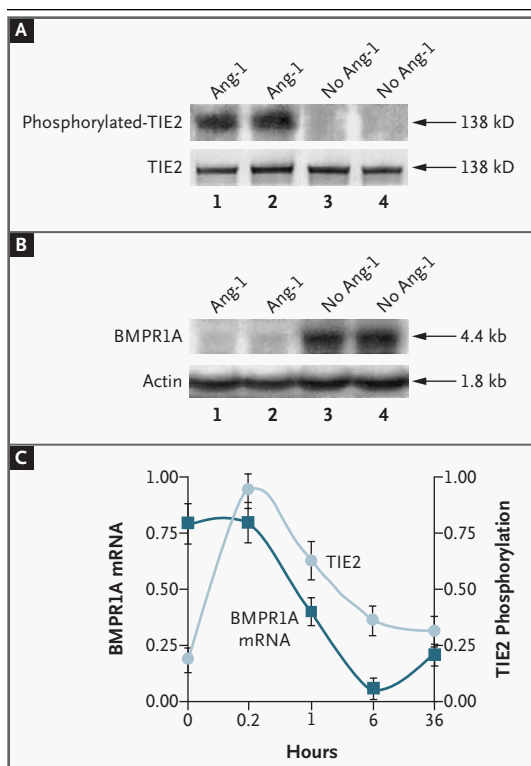 A
Ang-1 Ang-1 No Ang-1 No Ang-1
Phosphorylated-TIE2 138 kD
TIE2 138 kD
1 2 3 4
B
Ang-1 Ang-1 No Ang-1 No Ang-1
BMPR1A 4.4 kb
Actin 1.8 kb
1 2 3 4
C
1.00 1.00
0.75 0.75
0.50 0.50
0.25 0.25
0.00 0.00
BMPR1A mRNA
TIE2 Phosphorylation
TIE2
BMPR1A
mRNA
0 0.2 1 6 36
Hours